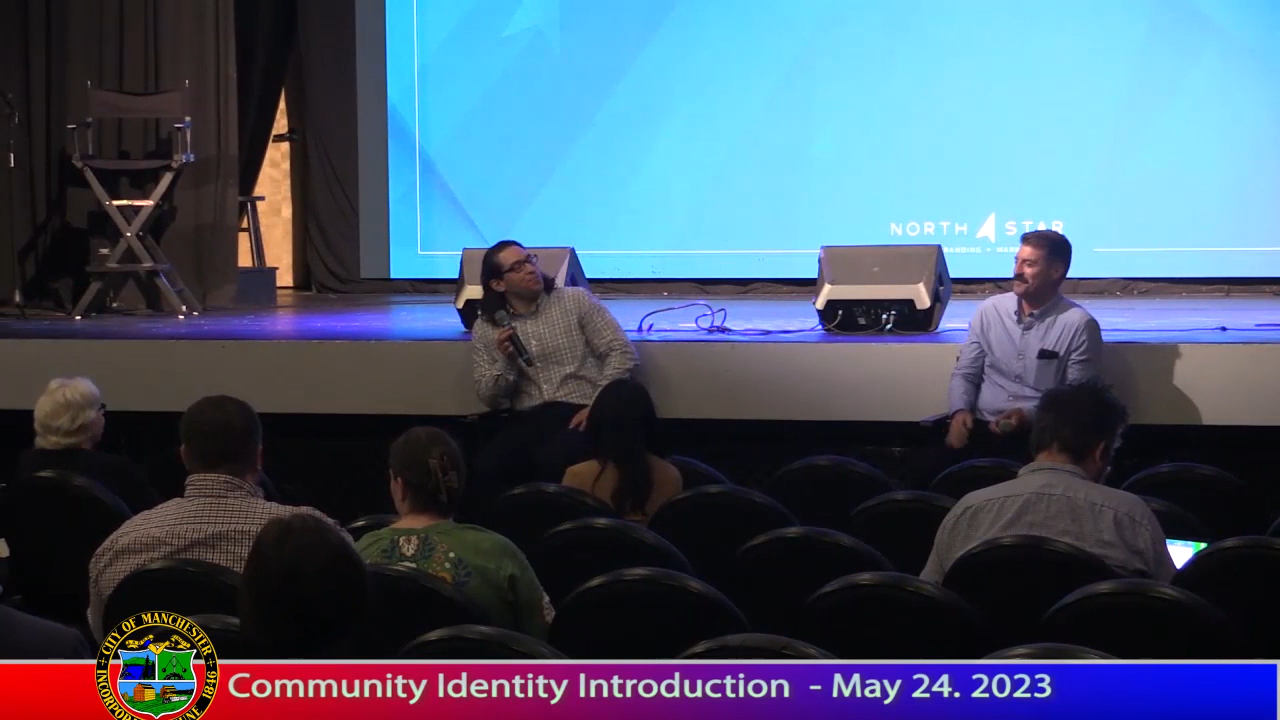 NORTH STAR
CITY OF MANCHESTER
1846
Community Identity Introduction - May 24. 2023